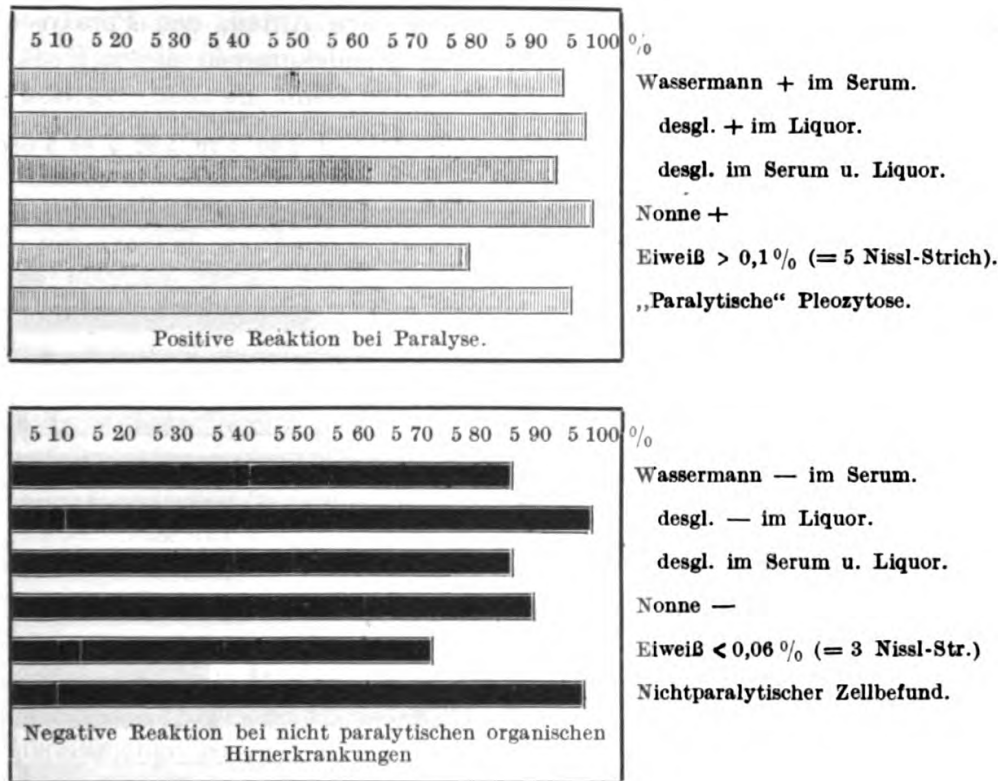 5 10 5 20 5 30 5 40 5 50 5 60 5 70 5 80 5 90 5 100 %
Wassermann + im Serum.
desgl. + im Liquor.
desgl. im Serum u. Liquor.
Nonne +
Eiweiß > 0,1 % (= 5 Nissl-Strich).
„Paralytische“ Pleozytose.
Positive Reaktion bei Paralyse.
5 10 5 20 5 30 5 40 5 50 5 60 5 70 5 80 5 90 5 100 %
Wassermann — im Serum.
desgl. — im Liquor.
desgl. im Serum u. Liquor.
Nonne —
Eiweiß < 0,06 % (= 3 Nissl-Str.)
Nichtparalytischer Zellbefund.
Negative Reaktion bei nicht paralytischen organischen
Hirnerkrankungen